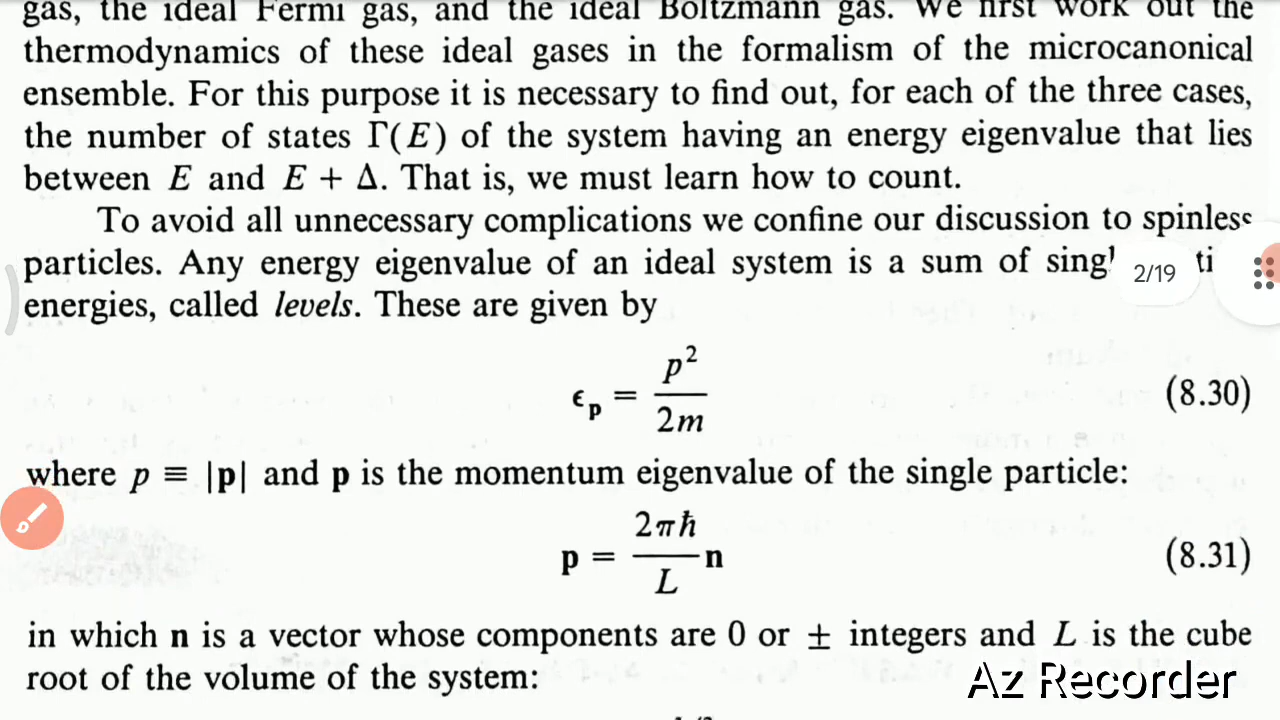 gas, the ideal Fermi gas, and the ideal Boltzmann gas. We first work out the
thermodynamics of these ideal gases in the formalism of the microcanonical
ensemble. For this purpose it is necessary to find out, for each of the three cases,
the number of states Γ(E) of the system having an energy eigenvalue that lies
between E and E + Δ. That is, we must learn how to count.
To avoid all unnecessary complications we confine our discussion to spinless
particles. Any energy eigenvalue of an ideal system is a sum of
2/19
energies, called levels. These are given by
ϵ_p = p²/2m (8.30)
where p ≡ |p| and p is the momentum eigenvalue of the single particle:
p = 2πℏ/L n (8.31)
in which n is a vector whose components are 0 or ± integers and L is the cube
root of the volume of the system:
Az Recorder